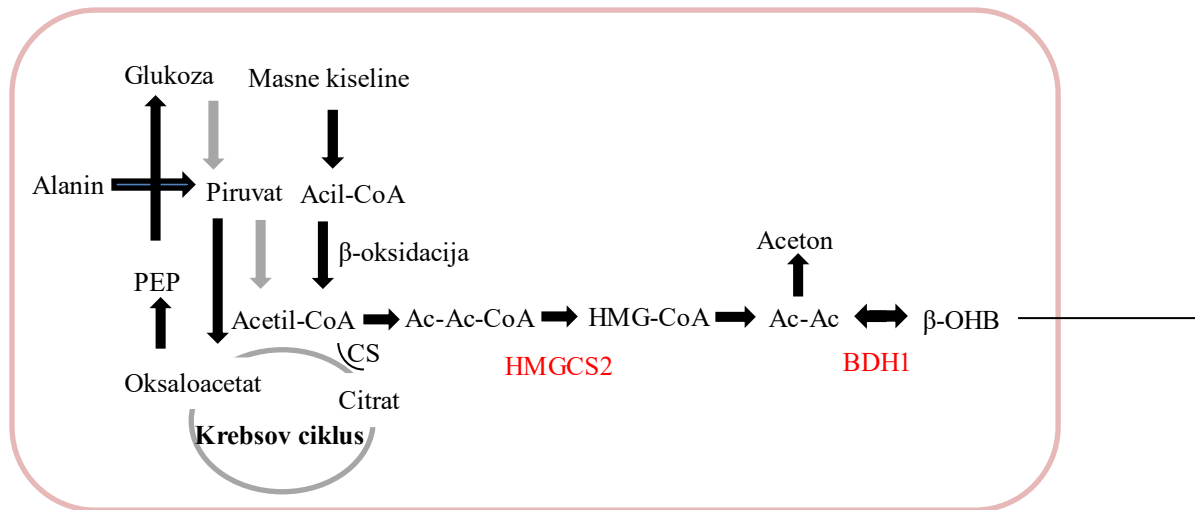 Glukoza
Masne kiseline
Alanin
Piruvat
Acil-CoA
β-oksidacija
Aceton
PEP
Acetil-CoA
Ac-Ac-CoA
HMG-CoA
Ac-Ac
β-OHB
CS
HMGCS2
BDH1
Oksaloacetat
Citrat
Krebsov ciklus